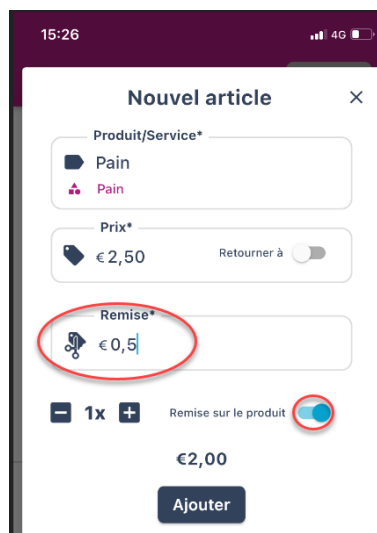 15:26 4G
Nouvel article
Produit/Service*
Pain
Pain
Prix*
€ 2,50 Retourner à
Remise*
€ 0,5
1x Remise sur le produit
€2,00
Ajouter